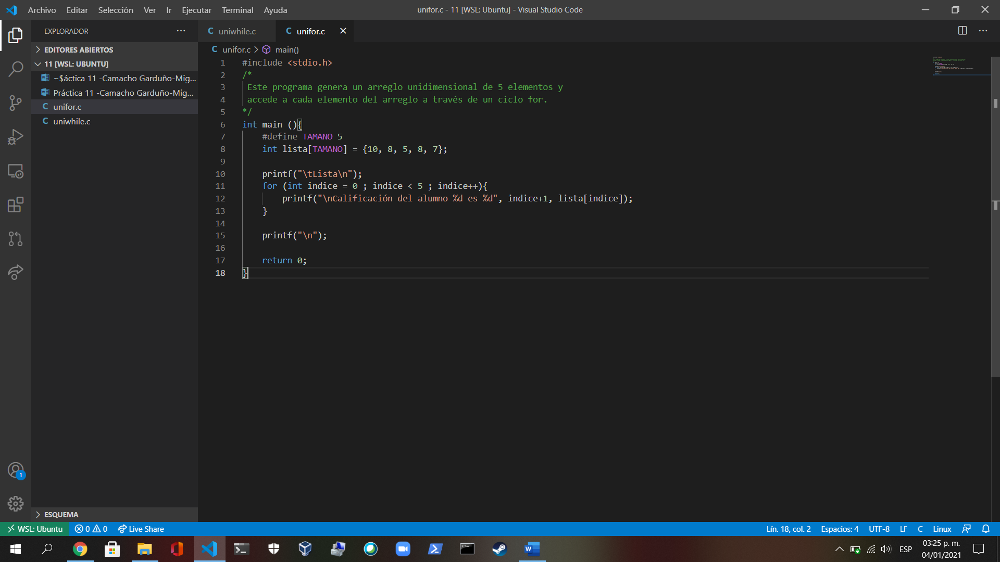 Archivo Editar Selección Ver Ir Ejecutar Terminal Ayuda
unifor.c - 11 [WSL: Ubuntu] - Visual Studio Code
EXPLORADOR
EDITORES ABIERTOS
11 [WSL: UBUNTU]
~$áctica 11 -Camacho Garduño-Mig...
Práctica 11 -Camacho Garduño-Mig...
unifor.c
uniwhile.c
ESQUEMA
uniwhile.c
unifor.c
unifor.c > main()
1 #include <stdio.h>
2 /*
3 Este programa genera un arreglo unidimensional de 5 elementos y
4 accede a cada elemento del arreglo a través de un ciclo for.
5 */
6 int main (){
7 #define TAMANO 5
8 int lista[TAMANO] = {10, 8, 5, 8, 7};
9
10 printf("\tLista\n");
11 for (int indice = 0 ; indice < 5 ; indice++){
12 printf("\nCalificación del alumno %d es %d", indice+1, lista[indice]);
13 }
14
15 printf("\n");
16
17 return 0;
18 }
1
WSL: Ubuntu 0 0 Live Share
Lín. 18, col. 2 Espacios: 4 UTF-8 LF C Linux
ESP
03:25 p. m.
04/01/2021